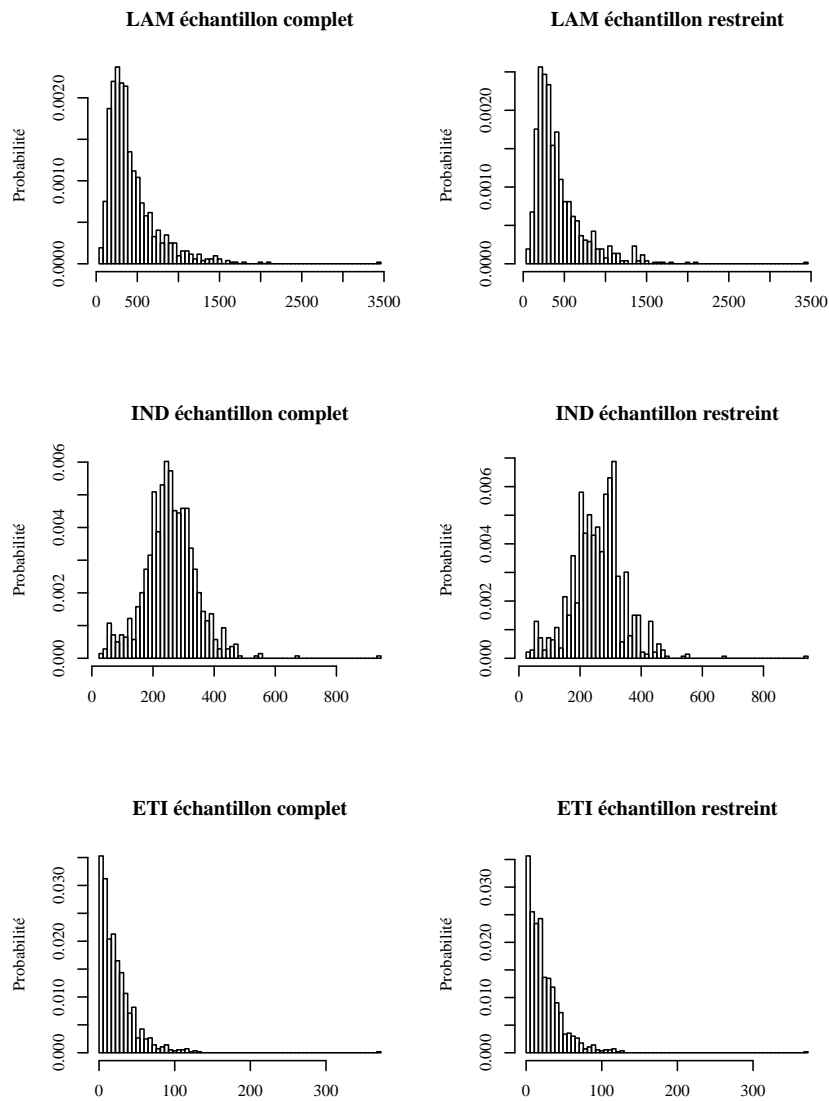 LAM échantillon complet
LAM échantillon restreint
Probabilité
0.0000 0.0010 0.0020
0 500 1500 2500 3500
Probabilité
0.0000 0.0010 0.0020
0 500 1500 2500 3500
IND échantillon complet
IND échantillon restreint
Probabilité
0.000 0.002 0.004 0.006
0 200 400 600 800
Probabilité
0.000 0.002 0.004 0.006
0 200 400 600 800
ETI échantillon complet
ETI échantillon restreint
Probabilité
0.000 0.010 0.020 0.030
0 100 200 300
Probabilité
0.000 0.010 0.020 0.030
0 100 200 300